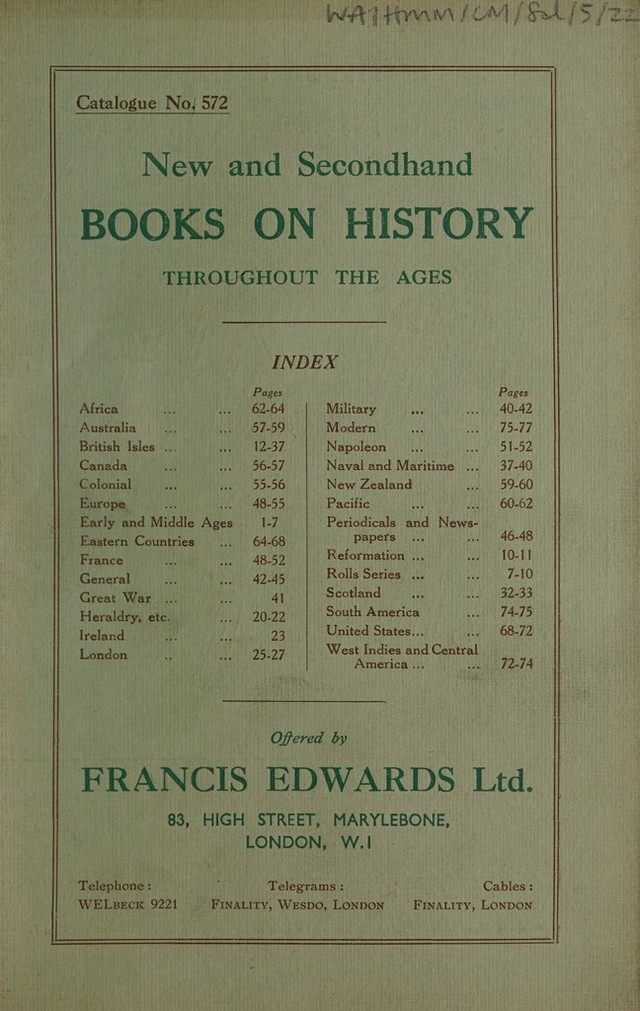 WA/HMM/CM/Sal/5/22
Catalogue No. 572
New and Secondhand
BOOKS ON HISTORY
THROUGHOUT THE AGES
INDEX
Pages
Africa ... ... 62-64
Australia ... ... 57-59
British Isles ... ... 12-37
Canada ... ... 56-57
Colonial ... ... 55-56
Europe ... ... 48-55
Early and Middle Ages 1-7
Eastern Countries ... 64-68
France ... ... 48-52
General ... ... 42-45
Great War ... ... 41
Heraldry, etc. ... 20-22
Ireland ... ... 23
London .. ... 25-27
Pages
Military ... ... 40-42
Modern ... ... 75-77
Napoleon ... ... 51-52
Naval and Maritime ... 37-40
New Zealand ... 59-60
Pacific ... ... 60-62
Periodicals and News-
papers ... ... 46-48
Reformation ... ... 10-11
Rolls Series ... ... 7-10
Scotland ... ... 32-33
South America ... 74-75
United States... ... 68-72
West Indies and Central
America ... ... 72-74
Offered by
FRANCIS EDWARDS Ltd.
83, HIGH STREET, MARYLEBONE,
LONDON, W.1
Telephone : Telegrams : Cables :
WELBECK 9221 FINALITY, WESDO, LONDON FINALITY, LONDON